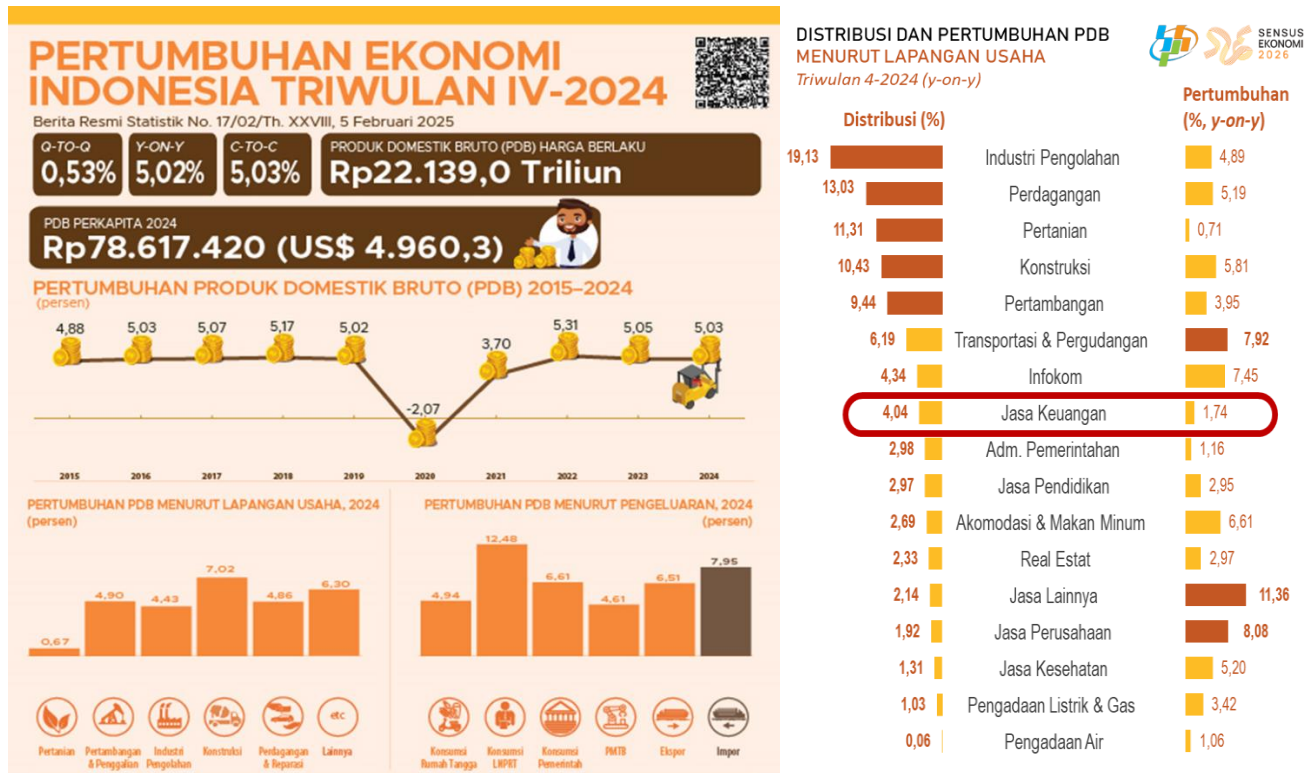 PERTUMBUHAN EKONOMI
INDONESIA TRIWULAN IV-2024
Berita Resmi Statistik No. 17/02/Th. XXVIII, 5 Februari 2025
Q-TO-Q
0,53%
Y-ON-Y
5,02%
C-TO-C
5,03%
PRODUK DOMESTIK BRUTO (PDB) HARGA BERLAKU
Rp22.139,0 Triliun
PDB PERKAPITA 2024
Rp78.617.420 (US$ 4.960,3)
PERTUMBUHAN PRODUK DOMESTIK BRUTO (PDB) 2015–2024
(persen)
4,88 5,03 5,07 5,17 5,02 -2,07 3,70 5,31 5,05 5,03
2015 2016 2017 2018 2019 2020 2021 2022 2023 2024
PERTUMBUHAN PDB MENURUT LAPANGAN USAHA, 2024
(persen)
0,67 4,90 4,43 7,02 4,86 6,30
etc
Pertanian
Pertambangan
& Penggalian
Industri
Pengolahan
Konstruksi
Perdagangan
& Reparasi
Lainnya
PERTUMBUHAN PDB MENURUT PENGELUARAN, 2024
(persen)
4,94 12,48 6,61 4,61 6,51 7,95
Konsumsi
Rumah Tangga
Konsumsi
LNPRT
Konsumsi
Pemerintah
PMTB
Ekspor
Impor
DISTRIBUSI DAN PERTUMBUHAN PDB
MENURUT LAPANGAN USAHA
Triwulan 4-2024 (y-on-y)
SENSUS
EKONOMI
2026
Distribusi (%)
Pertumbuhan
(%, y-on-y)
19,13 Industri Pengolahan 4,89
13,03 Perdagangan 5,19
11,31 Pertanian 0,71
10,43 Konstruksi 5,81
9,44 Pertambangan 3,95
6,19 Transportasi & Pergudangan 7,92
4,34 Infokom 7,45
4,04 Jasa Keuangan 1,74
2,98 Adm. Pemerintahan 1,16
2,97 Jasa Pendidikan 2,95
2,69 Akomodasi & Makan Minum 6,61
2,33 Real Estat 2,97
2,14 Jasa Lainnya 11,36
1,92 Jasa Perusahaan 8,08
1,31 Jasa Kesehatan 5,20
1,03 Pengadaan Listrik & Gas 3,42
0,06 Pengadaan Air 1,06